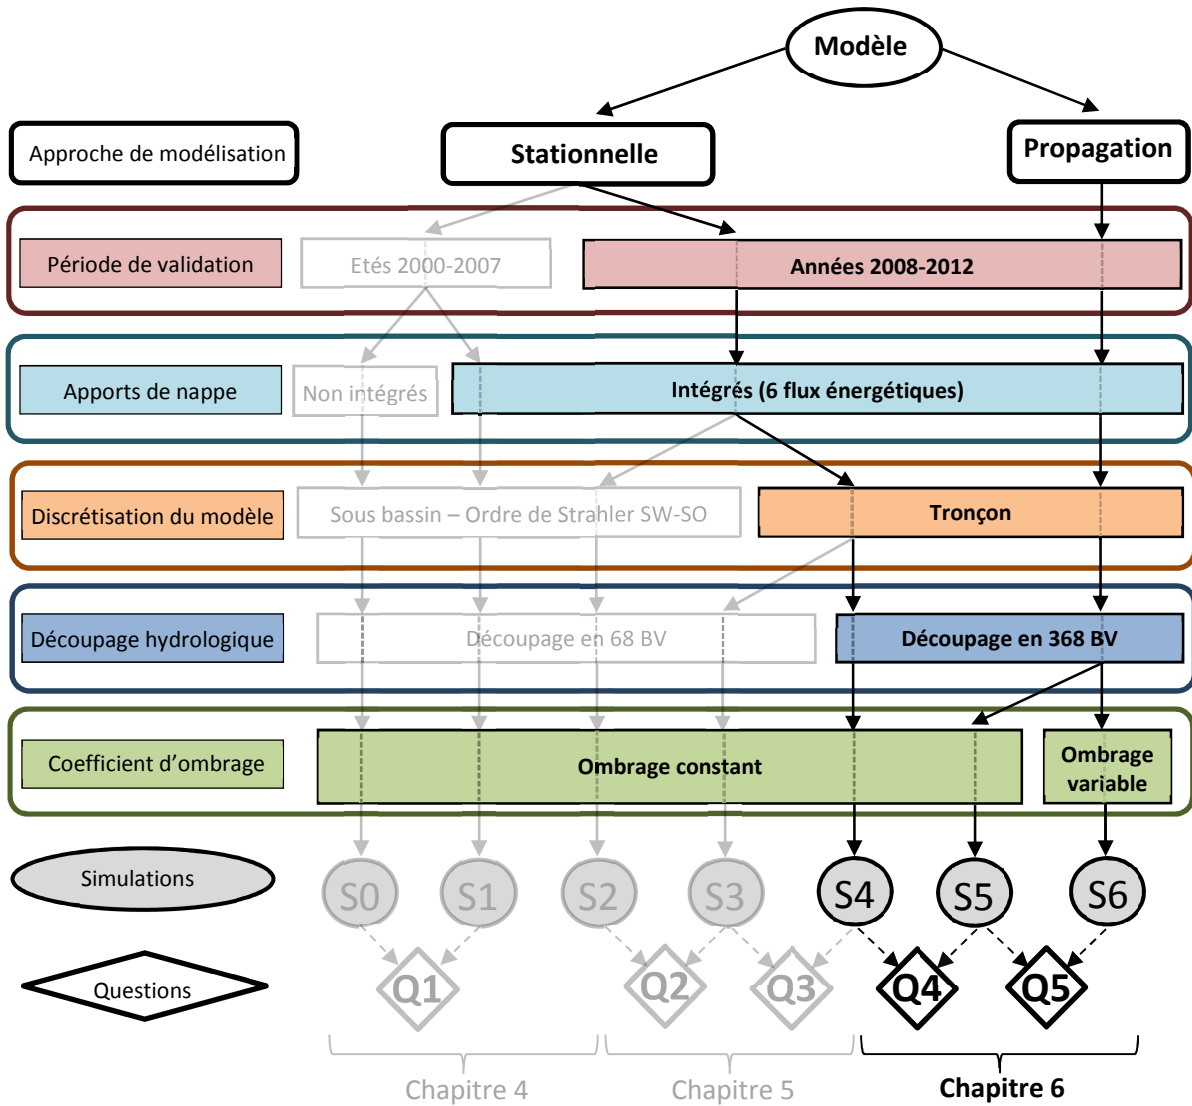 Modèle
Approche de modélisation
Stationnelle
Propagation
Période de validation
Etés 2000-2007
Années 2008-2012
Apports de nappe
Non intégrés
Intégrés (6 flux énergétiques)
Discrétisation du modèle
Sous bassin – Ordre de Strahler SW-SO
Tronçon
Découpage hydrologique
Découpage en 68 BV
Découpage en 368 BV
Coefficient d’ombrage
Ombrage constant
Ombrage
variable
Simulations
S0
S1
S2
S3
S4
S5
S6
Questions
Q1
Q2
Q3
Q4
Q5
Chapitre 4
Chapitre 5
Chapitre 6